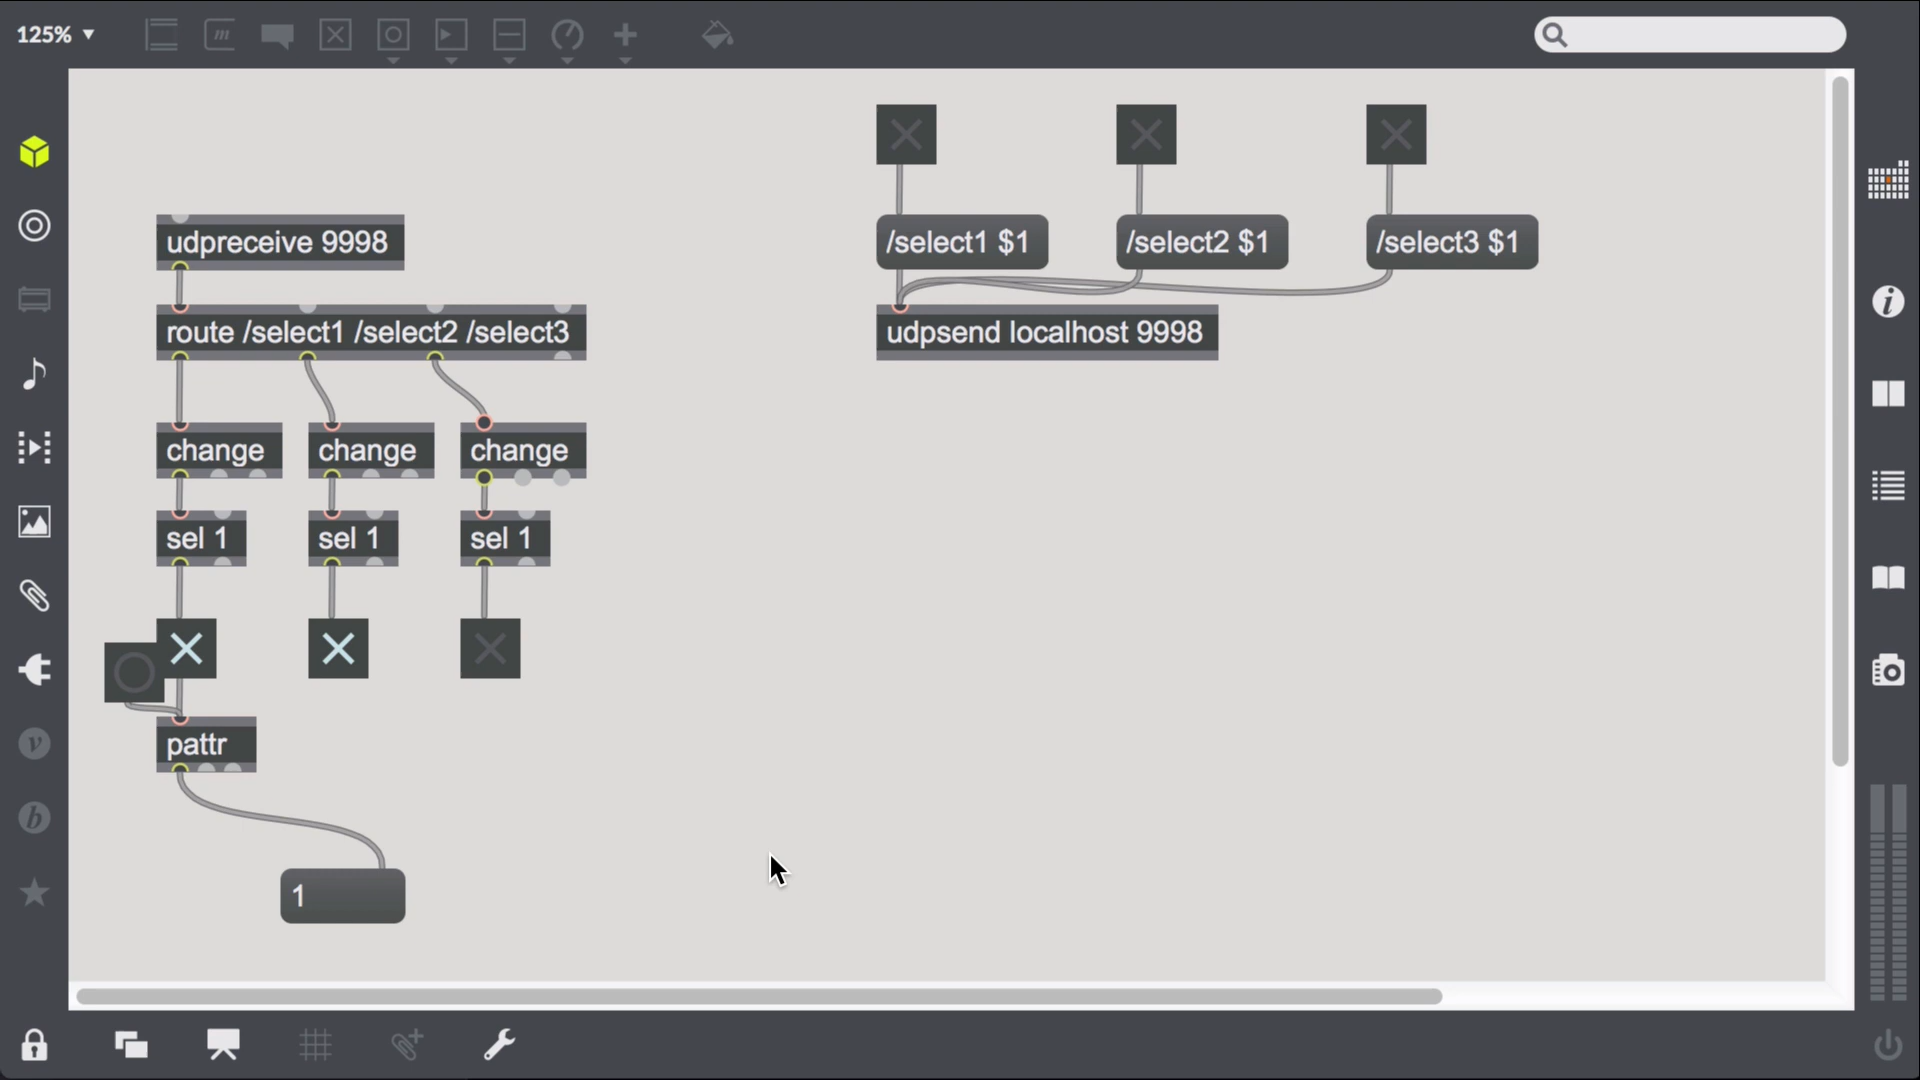 125%
m
/select1 $1
/select2 $1
/select3 $1
udpreceive 9998
udpsend localhost 9998
route /select1 /select2 /select3
change
change
change
sel 1
sel 1
sel 1
pattr
1
i
v
b